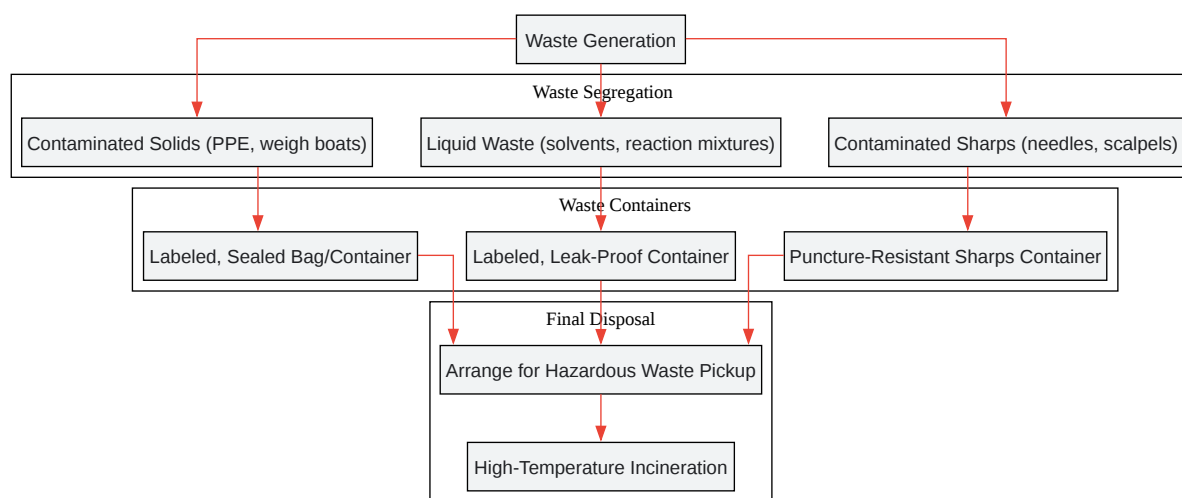 Waste Generation
Waste Segregation
Contaminated Solids (PPE, weigh boats)
Liquid Waste (solvents, reaction mixtures)
Contaminated Sharps (needles, scalpels)
Waste Containers
Labeled, Sealed Bag/Container
Labeled, Leak-Proof Container
Puncture-Resistant Sharps Container
Final Disposal
Arrange for Hazardous Waste Pickup
High-Temperature Incineration